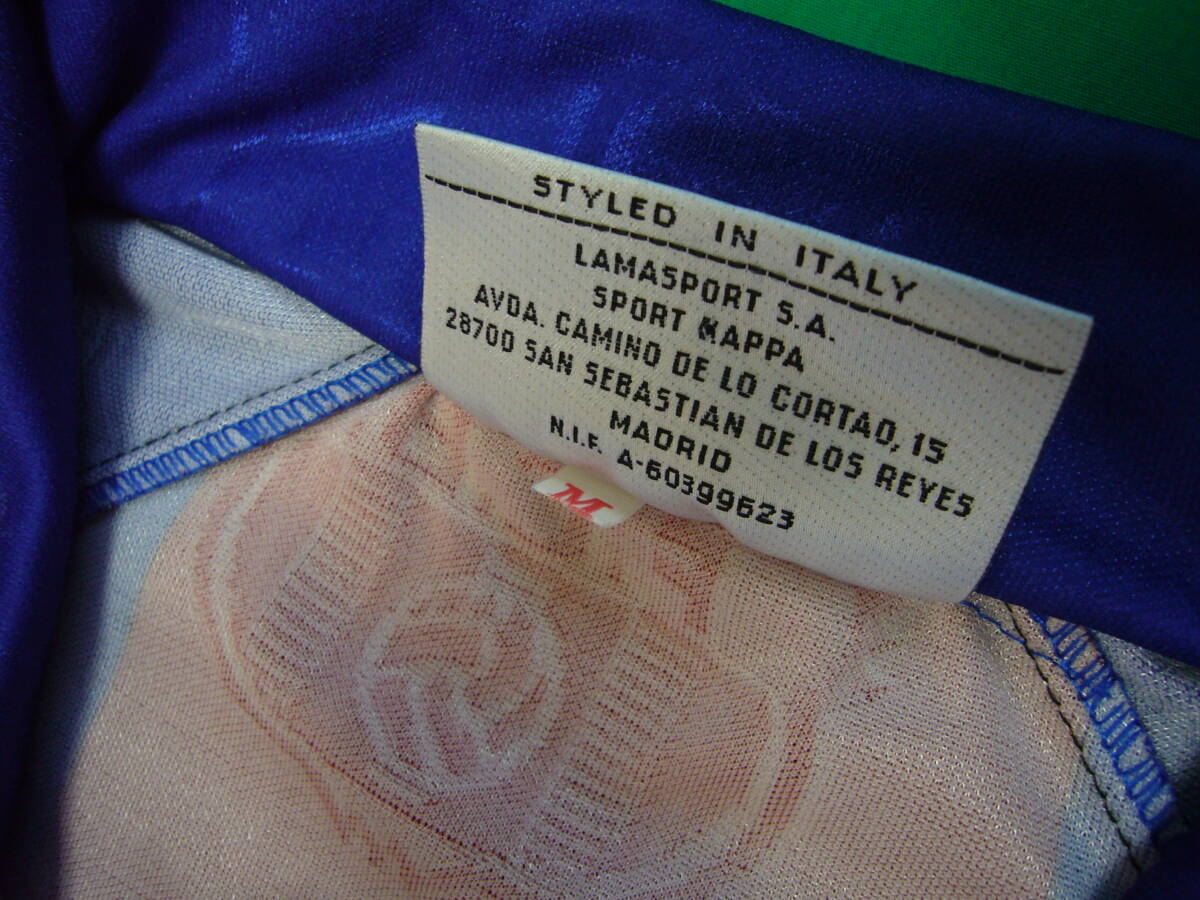 STYLED IN ITALY
LAMASPORT S.A.
SPORT KAPPA
AVDA. CAMINO DE LO CORTAO, 15
28700 SAN SEBASTIAN DE LOS REYES
MADRID
N.I.F. A-60399623
M